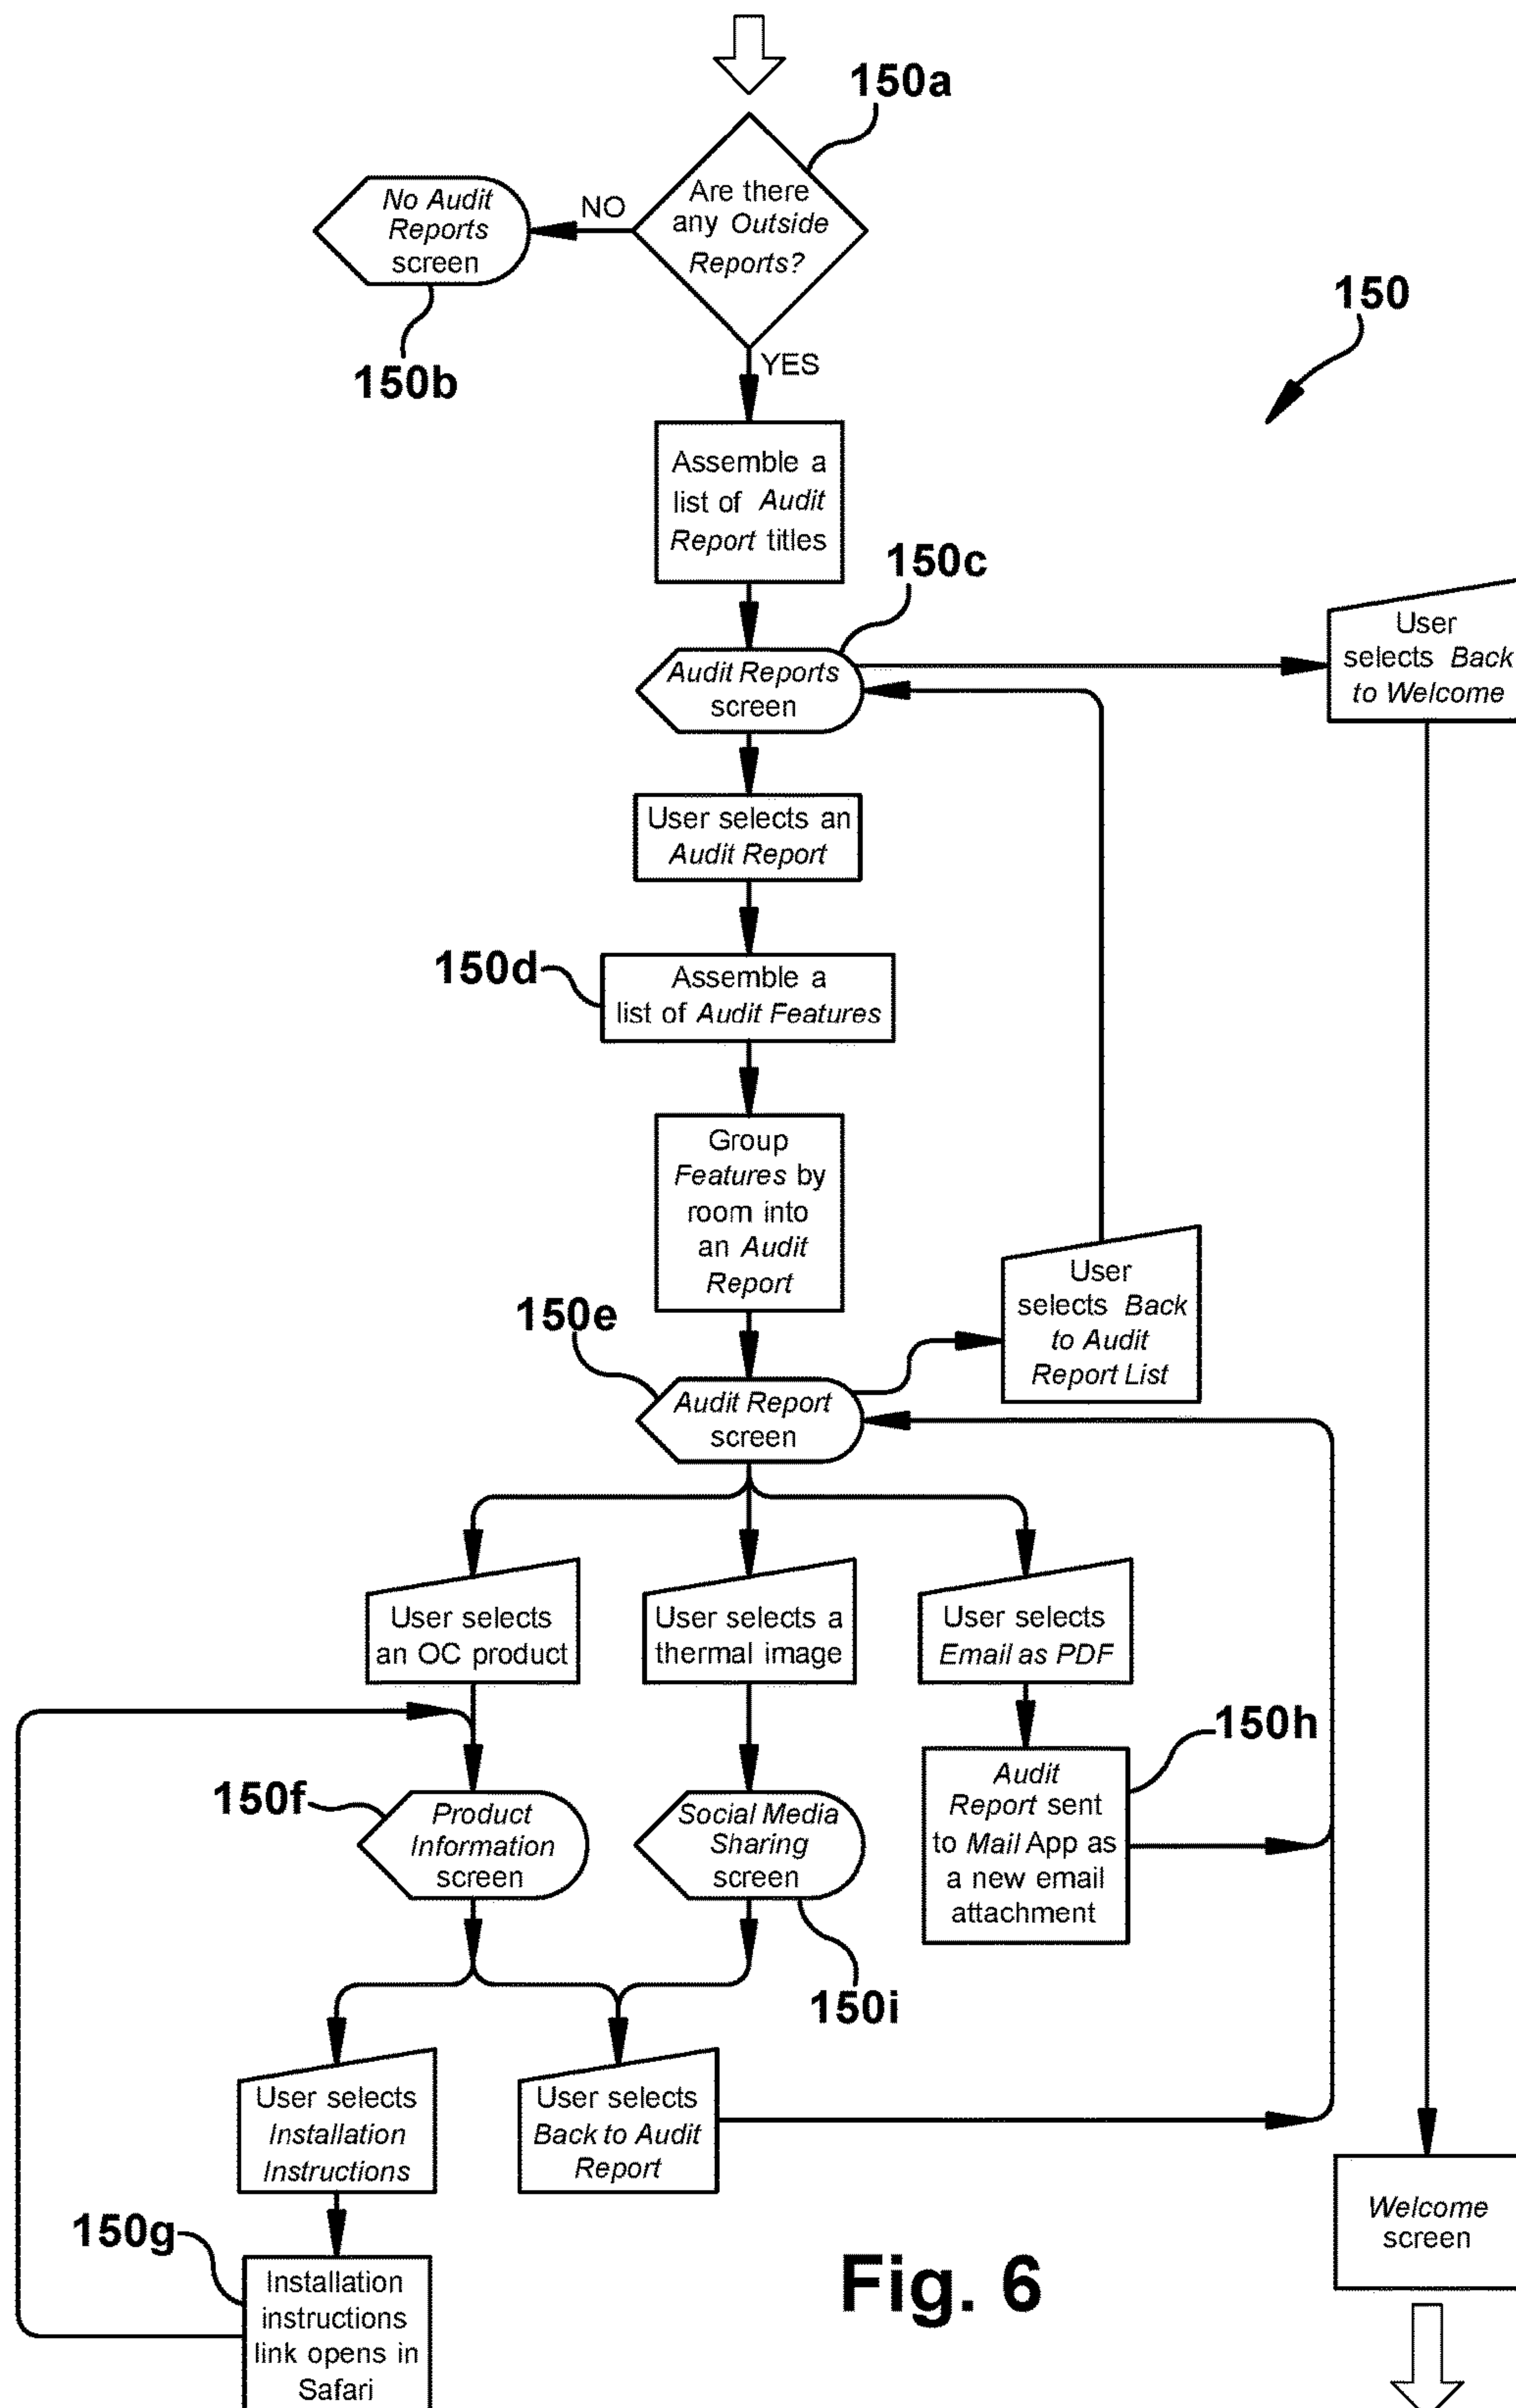 150a
Are there
any Outside
Reports?
NO
No Audit
Reports
screen
150b
150
YES
Assemble a
list of Audit
Report titles
150c
Audit Reports
screen
User
selects Back
to Welcome
User selects an
Audit Report
150d
Assemble a
list of Audit Features
Group
Features by
room into
an Audit
Report
User
selects Back
to Audit
Report List
150e
Audit Report
screen
User selects
an OC product
User selects a
thermal image
User selects
Email as PDF
150f
Product
Information
screen
Social Media
Sharing
screen
150h
Audit
Report sent
to Mail App as
a new email
attachment
150i
User selects
Installation
Instructions
User selects
Back to Audit
Report
150g
Installation
instructions
link opens in
Safari
Welcome
screen
Fig. 6